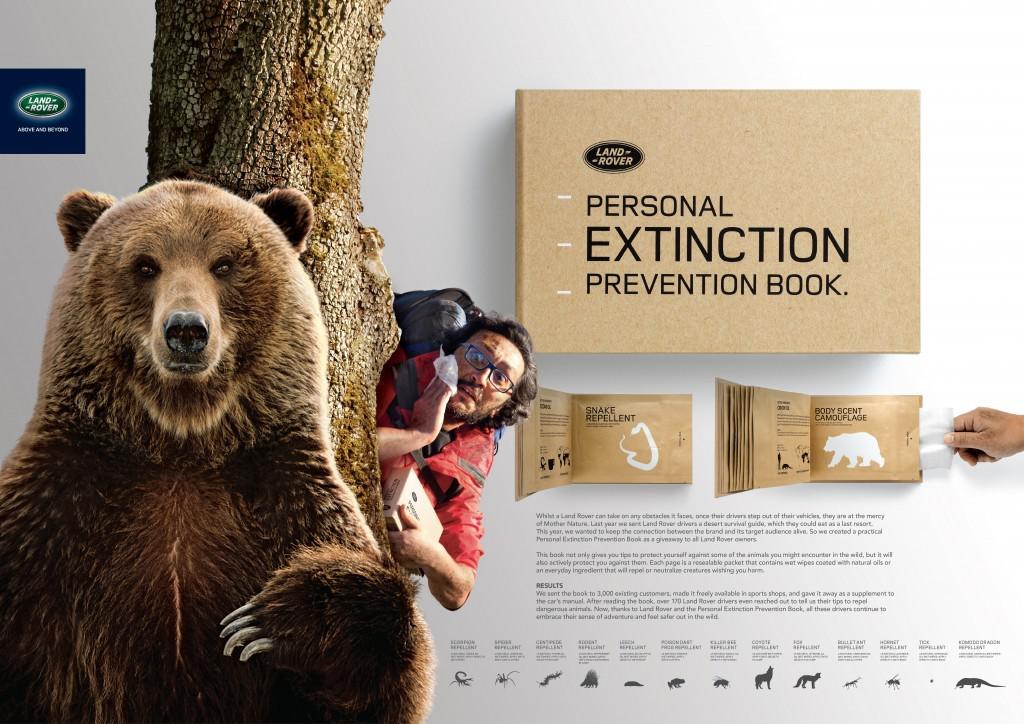 LAND-
-ROVER
ABOVE AND BEYOND
LAND-
-ROVER
PERSONAL
EXTINCTION
PREVENTION BOOK.
SNAKE
REPELLENT
BODY SCENT
CAMOUFLAGE
Whilst a Land Rover can take on any obstacles it faces, once their drivers step out of their vehicles, they are at the mercy
of Mother Nature. Last year we sent Land Rover drivers a desert survival guide, which they could eat as a last resort.
This year, we wanted to keep the connection between the brand and its target audience alive. So we created a practical
Personal Extinction Prevention Book as a giveaway to all Land Rover owners.
This book not only gives you tips to protect yourself against some of the animals you might encounter in the wild, but it will
also actively protect you against them. Each page is a resealable packet that contains wet wipes coated with natural oils or
an everyday ingredient that will repel or neutralize creatures wishing you harm.
RESULTS
We sent the book to 3,000 existing customers, made it freely available in sports shops, and gave it away as a supplement to
the car's manual. After reading the book, over 170 Land Rover drivers even reached out to tell us their tips to repel
dangerous animals. Now, thanks to Land Rover and the Personal Extinction Prevention Book, all these drivers continue to
embrace their sense of adventure and feel safer out in the wild.
SCORPION
REPELLENT
SPIDER
REPELLENT
CENTIPEDE
REPELLENT
RODENT
REPELLENT
LEECH
REPELLENT
POISON DART
FROG REPELLENT
KILLER BEE
REPELLENT
COYOTE
REPELLENT
FOX
REPELLENT
BULLET ANT
REPELLENT
HORNET
REPELLENT
TICK
REPELLENT
KOMODO DRAGON
REPELLENT